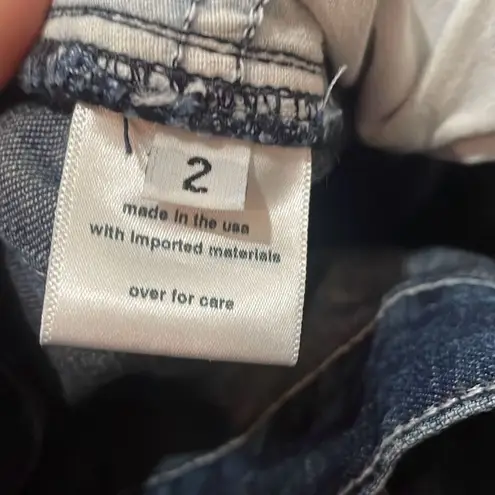 2
made in the usa
with imported materials
over for care